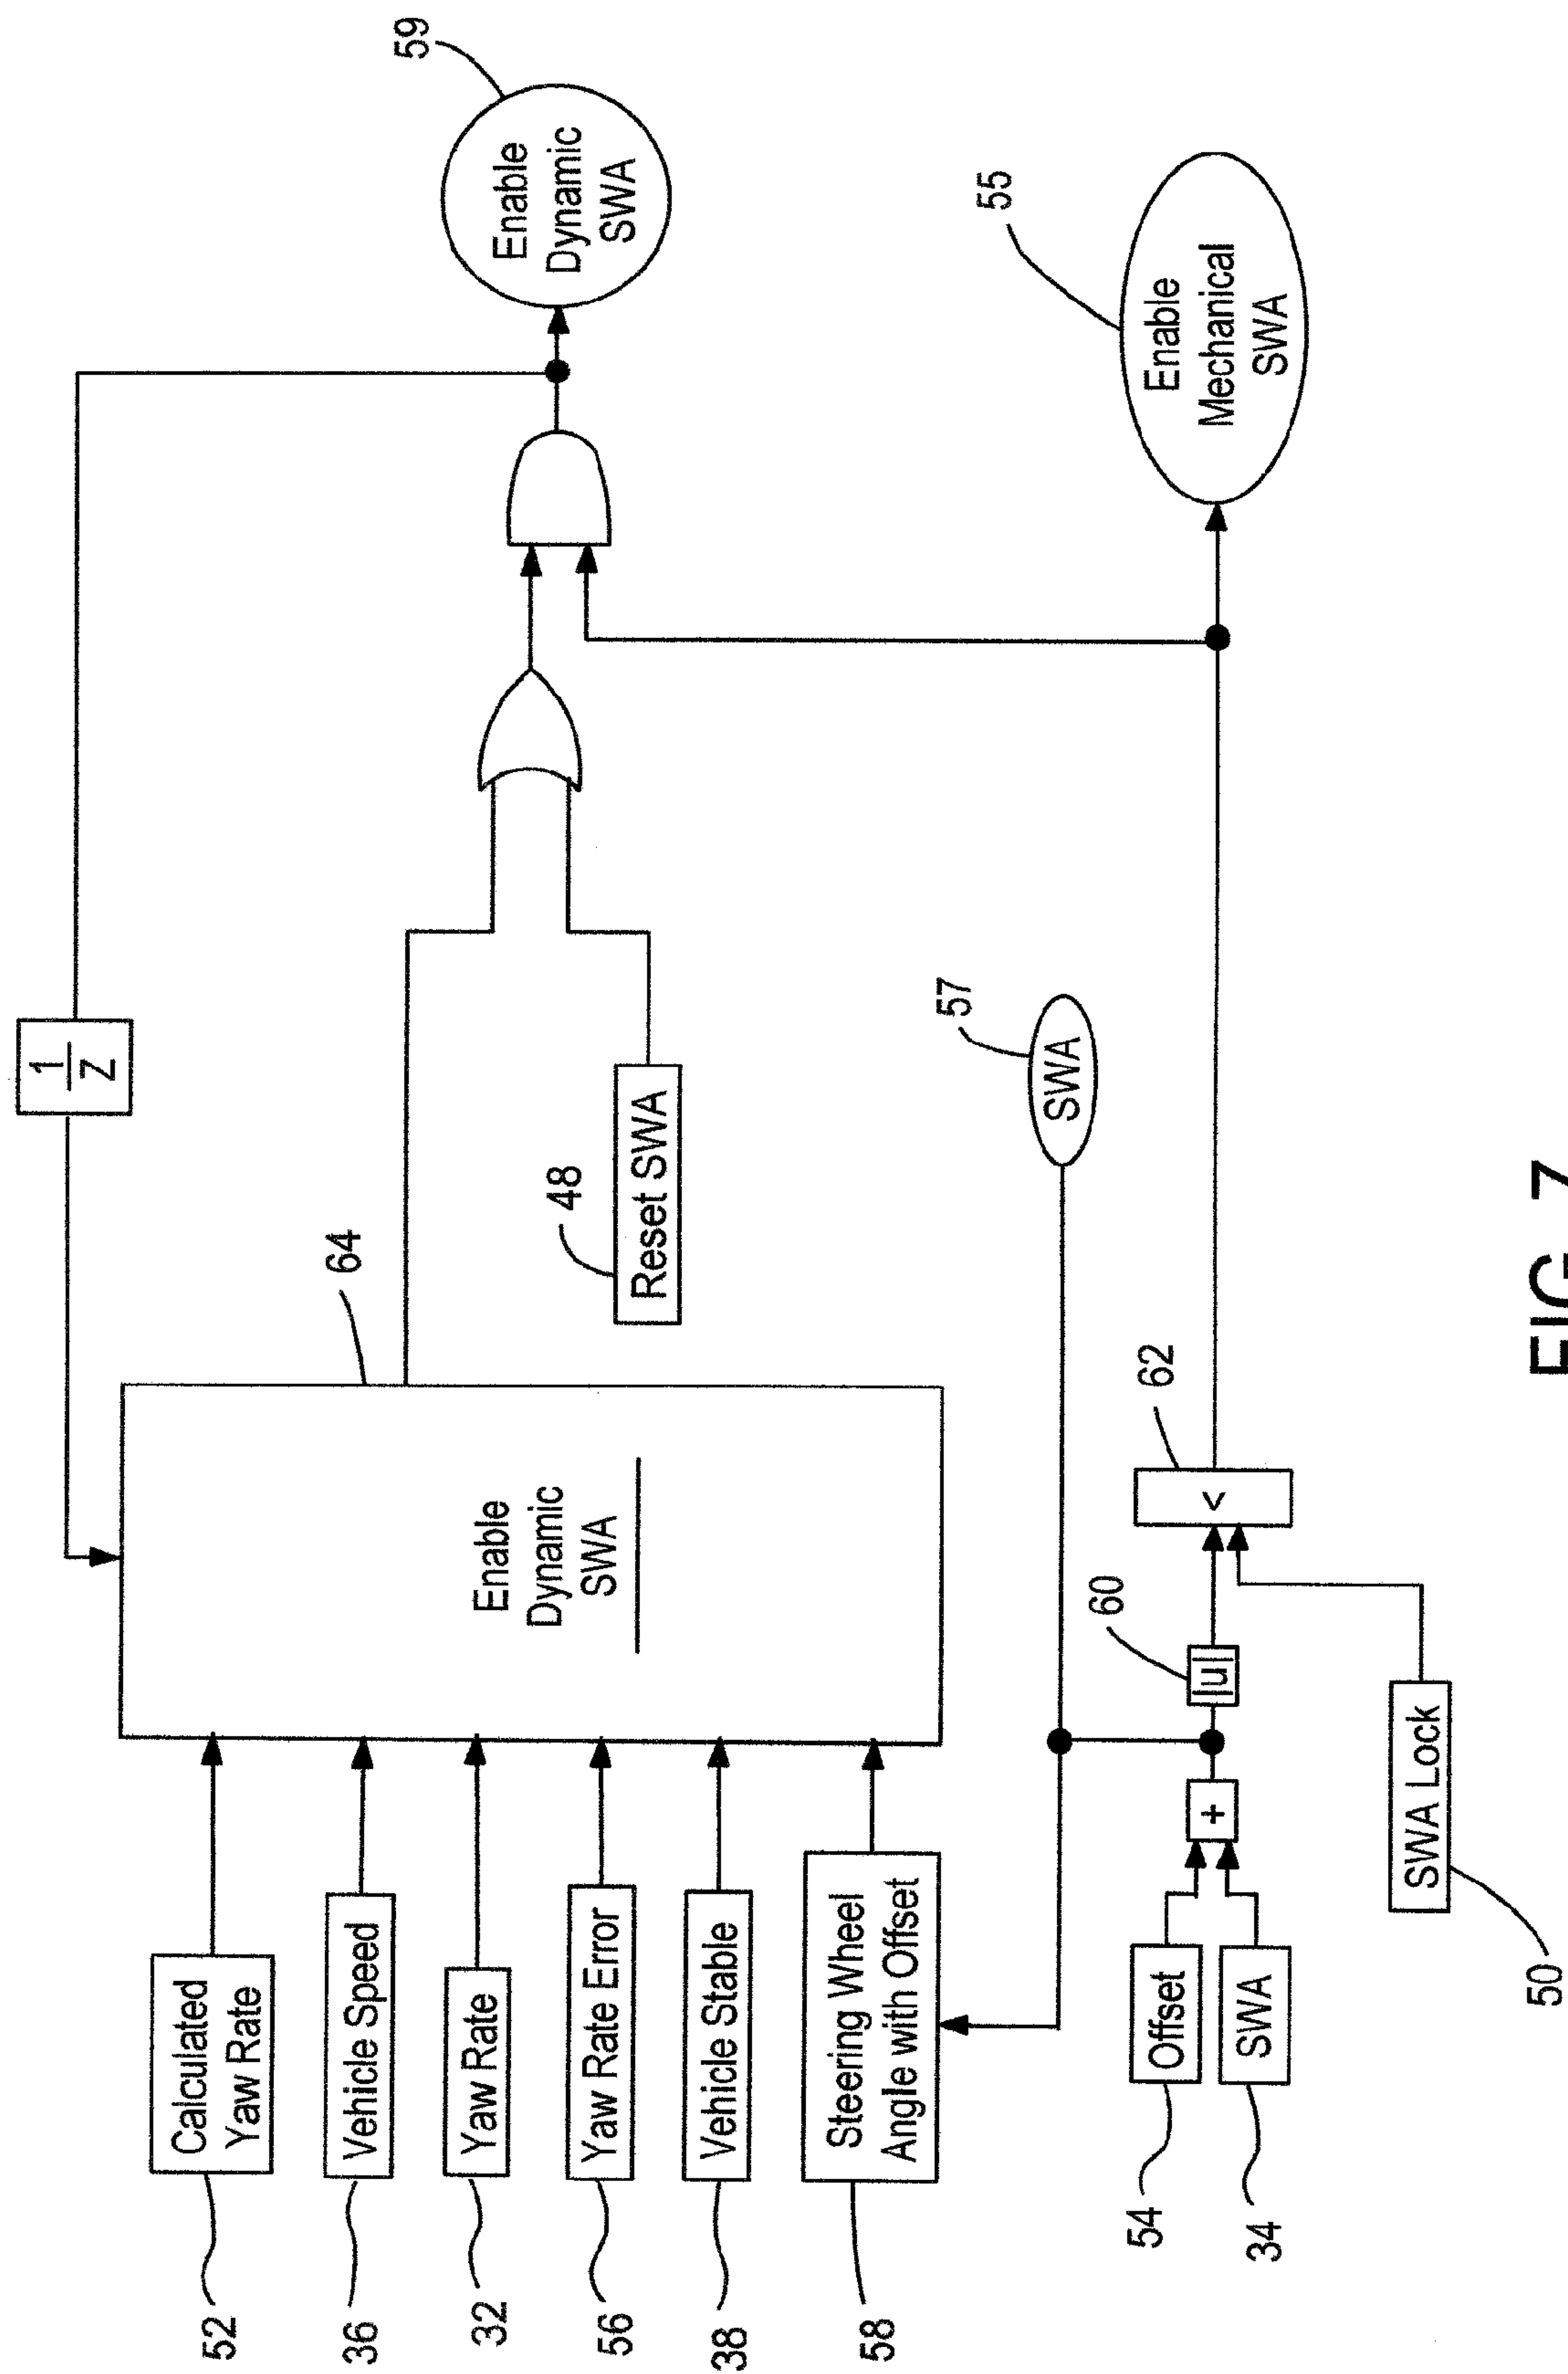 59
Enable
Dynamic
SWA
1
Z
64
Enable
Dynamic
SWA
52
Calculated
Yaw Rate
36
Vehicle Speed
32
Yaw Rate
56
Yaw Rate Error
38
Vehicle Stable
58
Steering Wheel
Angle with Offset
48
Reset SWA
57
SWA
55
Enable
Mechanical
SWA
54
Offset
34
SWA
+
60
|u|
62
<
50
SWA Lock
FIG. 7